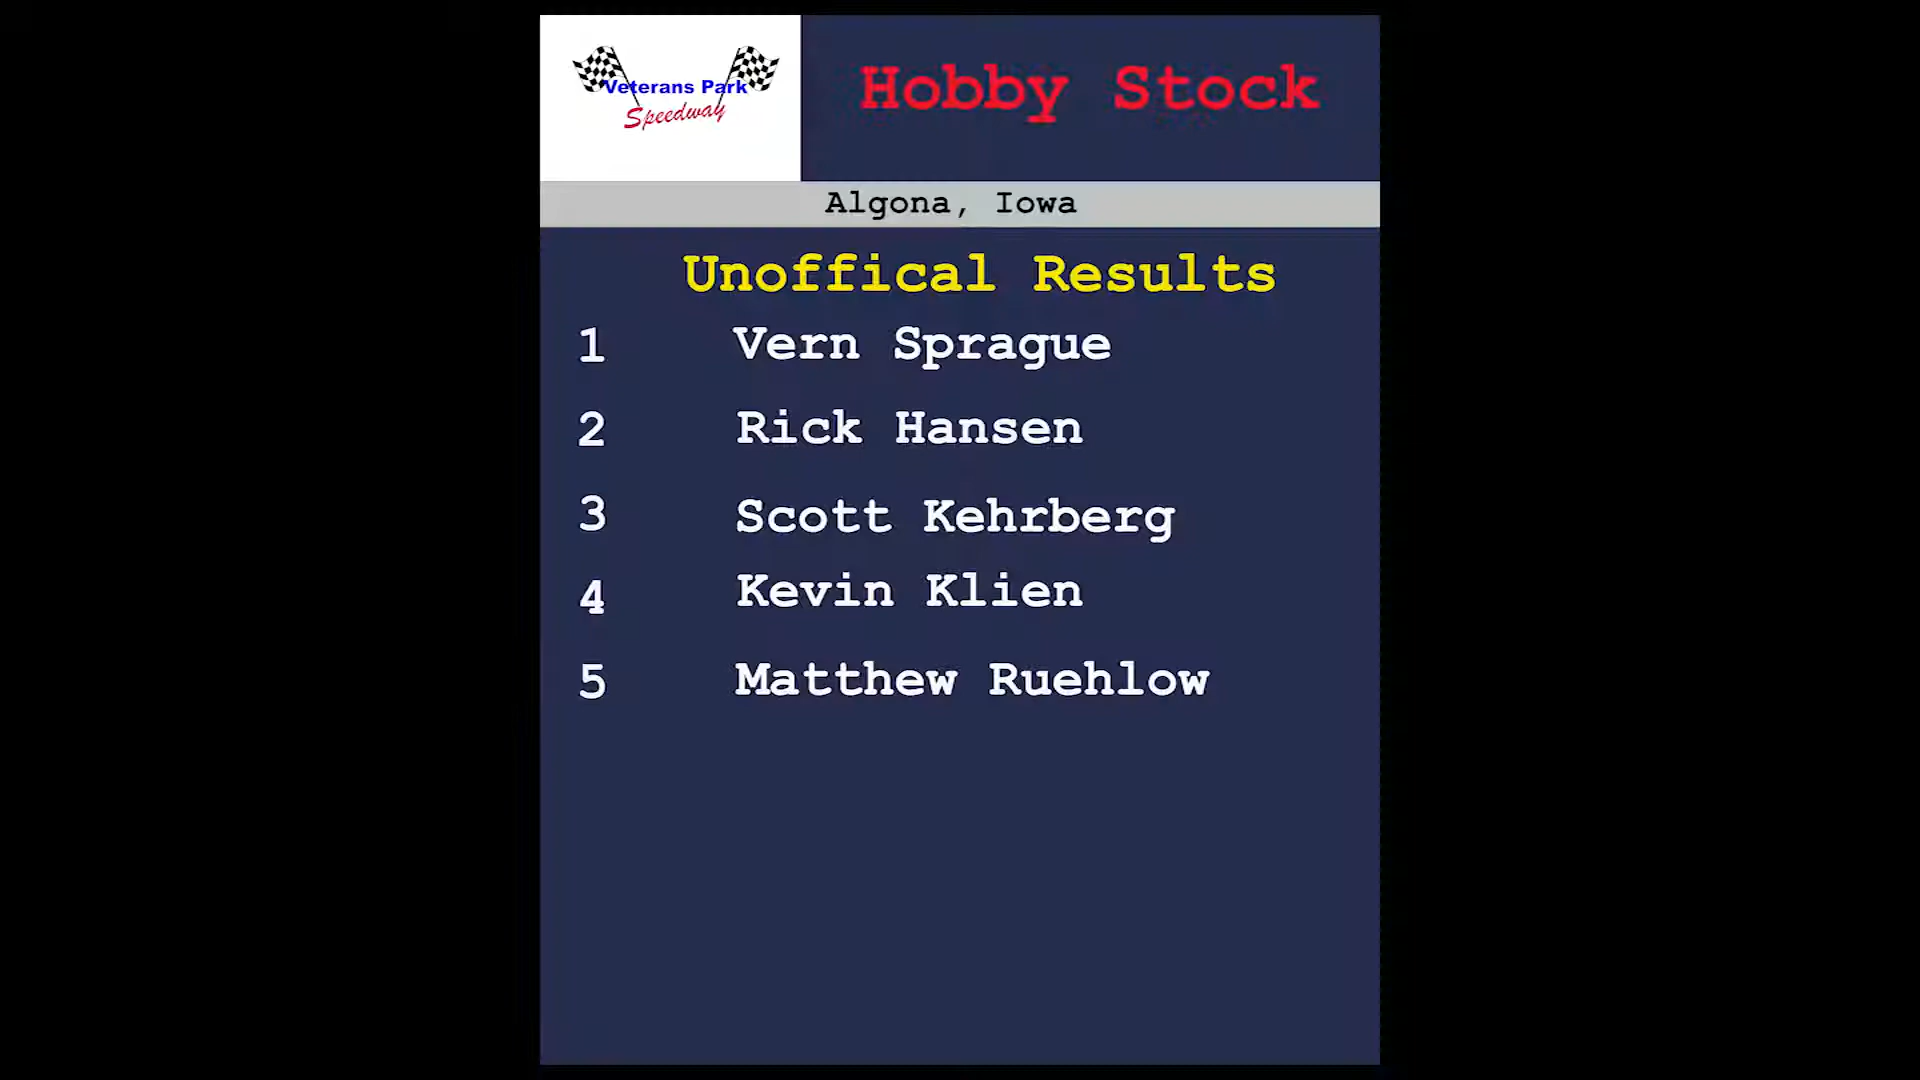 Veterans Park
Speedway
Hobby Stock
Algona, Iowa
Unoffical Results
1 Vern Sprague
2 Rick Hansen
3 Scott Kehrberg
4 Kevin Klien
5 Matthew Ruehlow